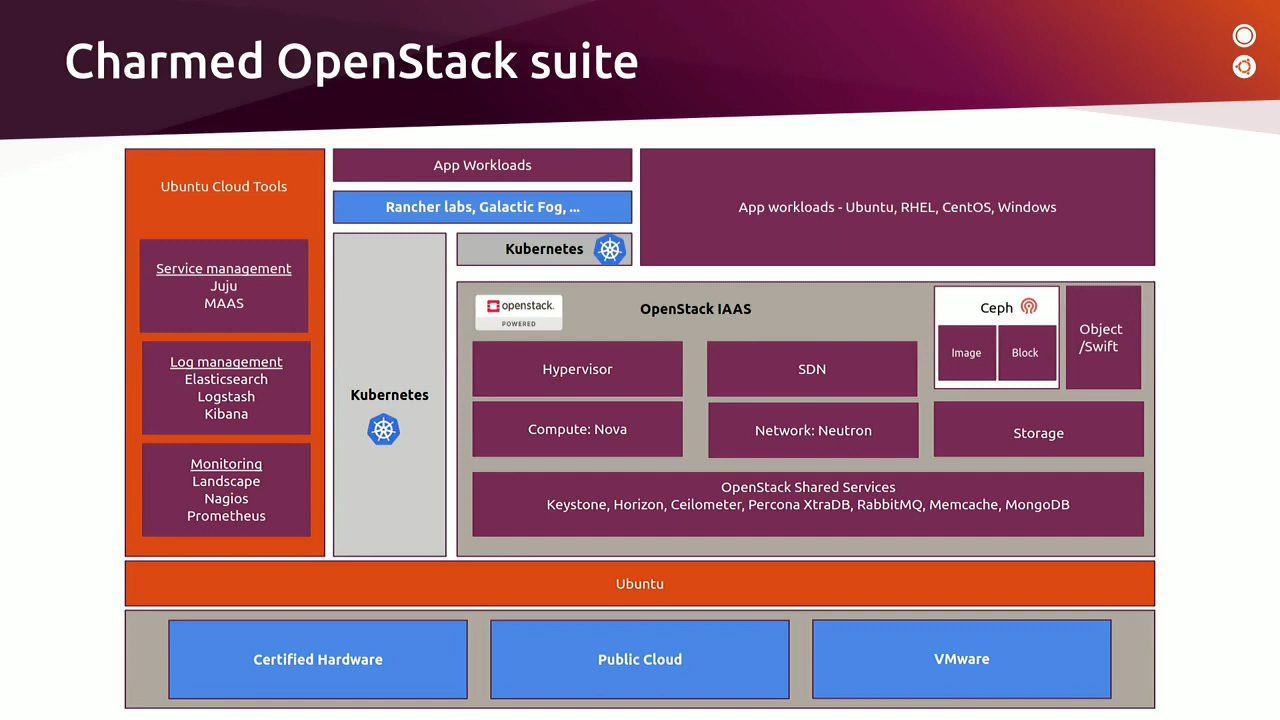 Charmed OpenStack suite
Ubuntu Cloud Tools
Service management
Juju
MAAS
Log management
Elasticsearch
Logstash
Kibana
Monitoring
Landscape
Nagios
Prometheus
App Workloads
Rancher labs, Galactic Fog, ...
Kubernetes
Kubernetes
App workloads - Ubuntu, RHEL, CentOS, Windows
openstack.
POWERED
OpenStack IAAS
Ceph
Image
Block
Object
/Swift
Hypervisor
SDN
Compute: Nova
Network: Neutron
Storage
OpenStack Shared Services
Keystone, Horizon, Ceilometer, Percona XtraDB, RabbitMQ, Memcache, MongoDB
Ubuntu
Certified Hardware
Public Cloud
VMware